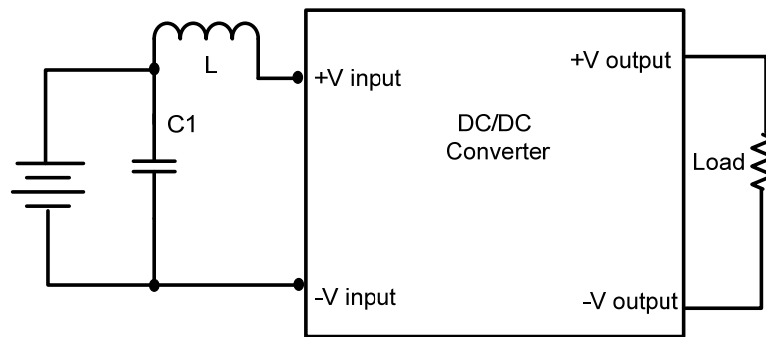 L
+V input
C1
DC/DC
Converter
+V output
Load
–V input
–V output